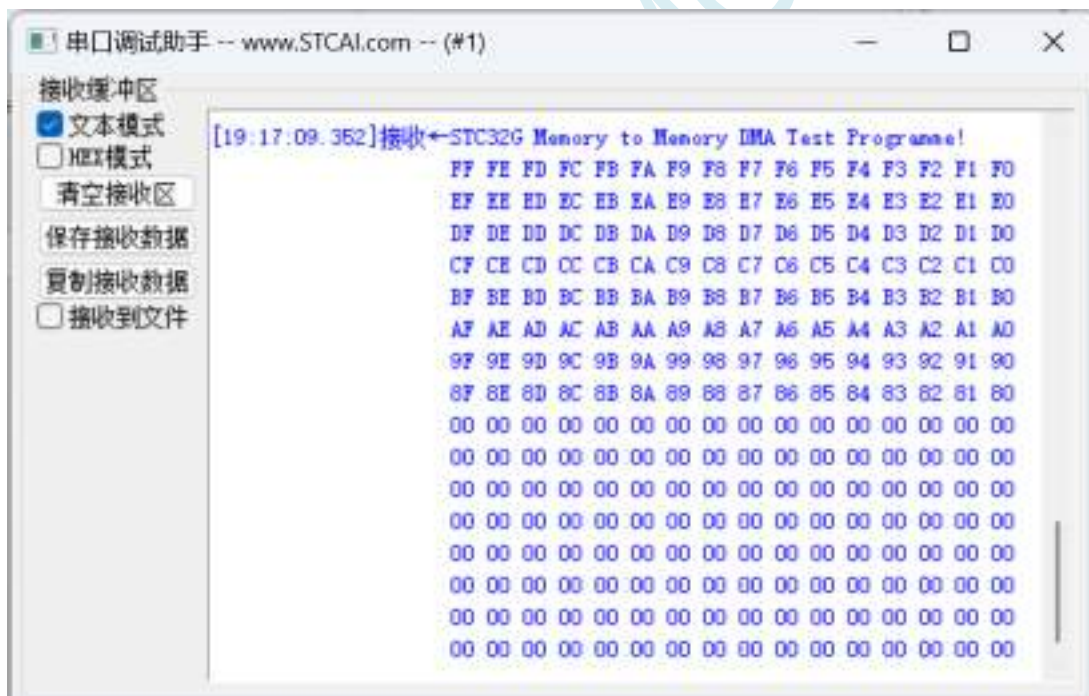 串口调试助手 -- www.STCAI.com -- (#1)
接收缓冲区
文本模式
HEX模式
清空接收区
保存接收数据
复制接收数据
接收到文件
[19:17:09.352]接收←STC32G Memory to Memory DMA Test Programme!
FF FE FD FC FB FA F9 F8 F7 F6 F5 F4 F3 F2 F1 F0
EF EE ED EC EB EA E9 E8 E7 E6 E5 E4 E3 E2 E1 E0
DF DE DD DC DB DA D9 D8 D7 D6 D5 D4 D3 D2 D1 D0
CF CE CD CC CB CA C9 C8 C7 C6 C5 C4 C3 C2 C1 C0
BF BE BD BC BB BA B9 B8 B7 B6 B5 B4 B3 B2 B1 B0
AF AE AD AC AB AA A9 A8 A7 A6 A5 A4 A3 A2 A1 A0
9F 9E 9D 9C 9B 9A 99 98 97 96 95 94 93 92 91 90
8F 8E 8D 8C 8B 8A 89 88 87 86 85 84 83 82 81 80
00 00 00 00 00 00 00 00 00 00 00 00 00 00 00 00
00 00 00 00 00 00 00 00 00 00 00 00 00 00 00 00
00 00 00 00 00 00 00 00 00 00 00 00 00 00 00 00
00 00 00 00 00 00 00 00 00 00 00 00 00 00 00 00
00 00 00 00 00 00 00 00 00 00 00 00 00 00 00 00
00 00 00 00 00 00 00 00 00 00 00 00 00 00 00 00
00 00 00 00 00 00 00 00 00 00 00 00 00 00 00 00
00 00 00 00 00 00 00 00 00 00 00 00 00 00 00 00